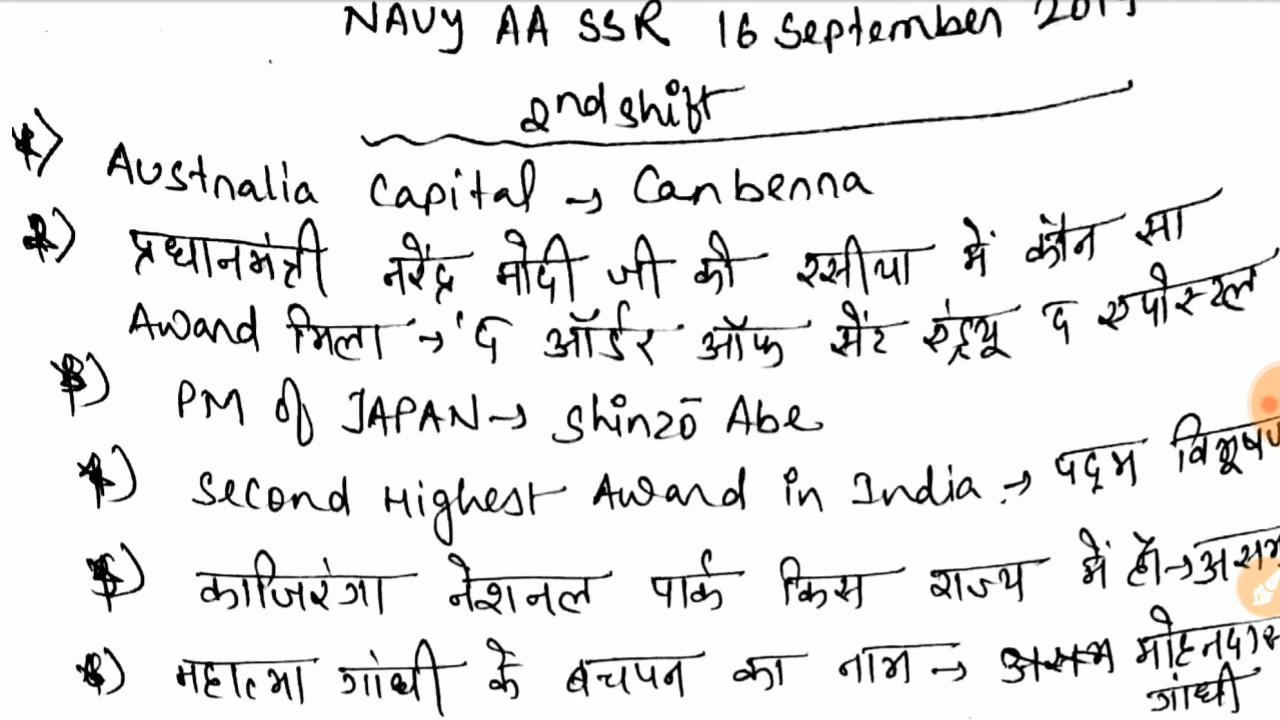 NAVY AA SSR 16 September
2nd shift
1) Australia Capital → Canberra
2) प्रधानमंत्री नरेंद्र मोदी जी को रसीया में कौन सा
Award मिला → 'द ऑर्डर ऑफ सेंट एंड्रयू द एपोस्टल
3) PM of JAPAN → Shinzō Abe
4) Second Highest Award in India → पद्म विभूषण
5) काजिरंगा नेशनल पार्क किस राज्य में है → असम
6) महात्मा गांधी के बचपन का नाम → मोहनदास
गांधी